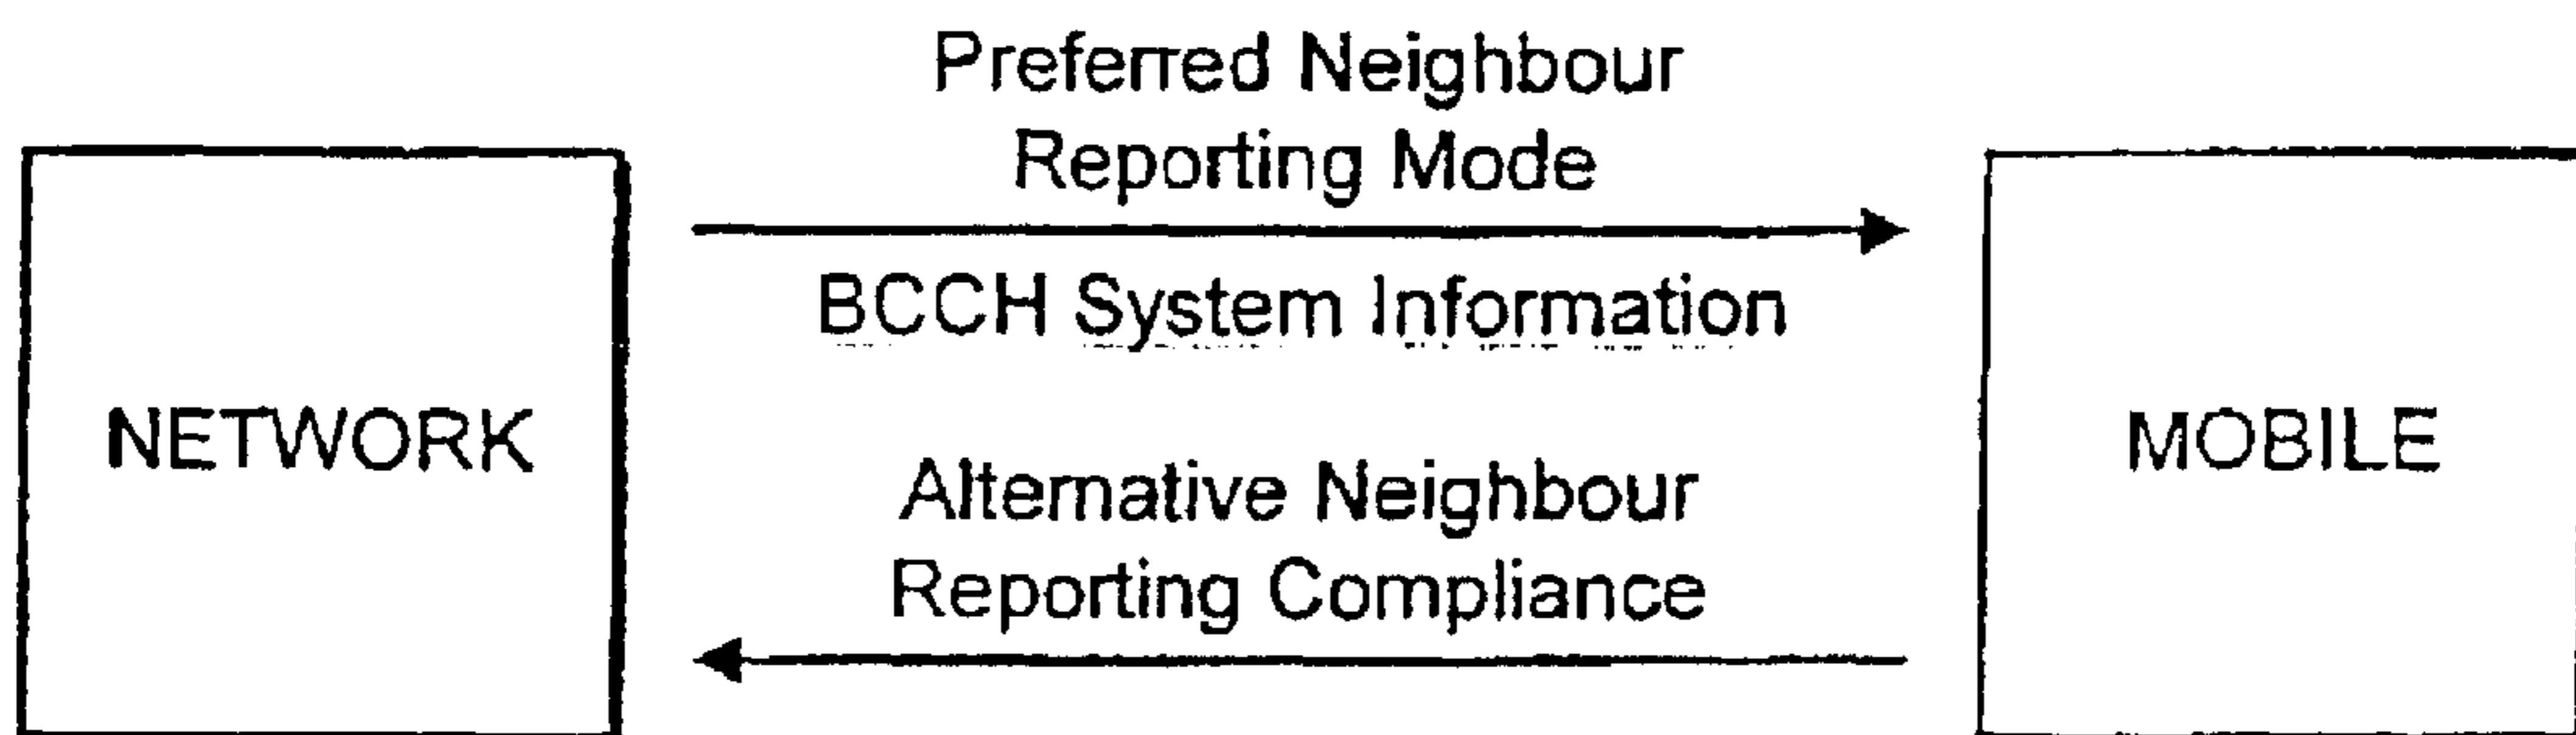 Preferred Neighbour
Reporting Mode
BCCH System Information
NETWORK
MOBILE
Alternative Neighbour
Reporting Compliance